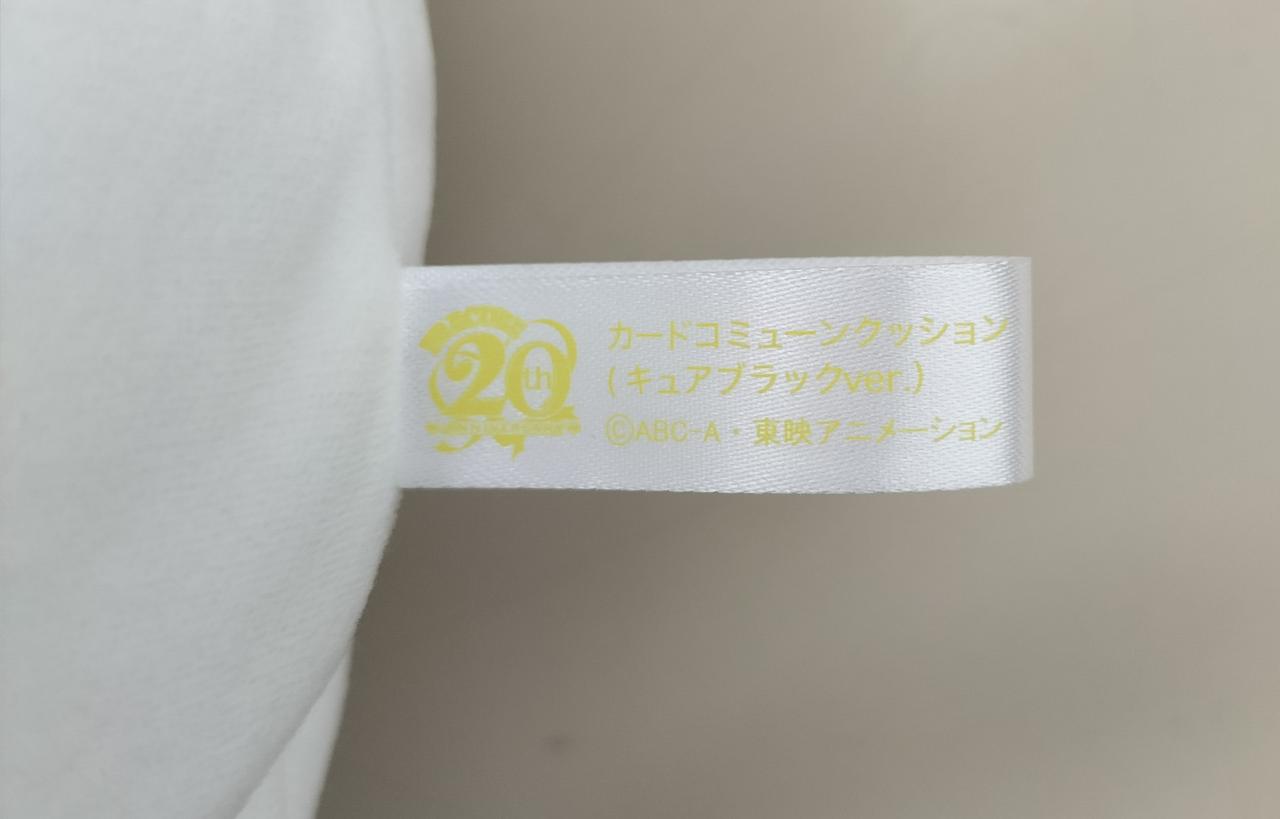 20th
カードコミューンクッション
(キュアブラックver.)
©ABC-A・東映アニメーション